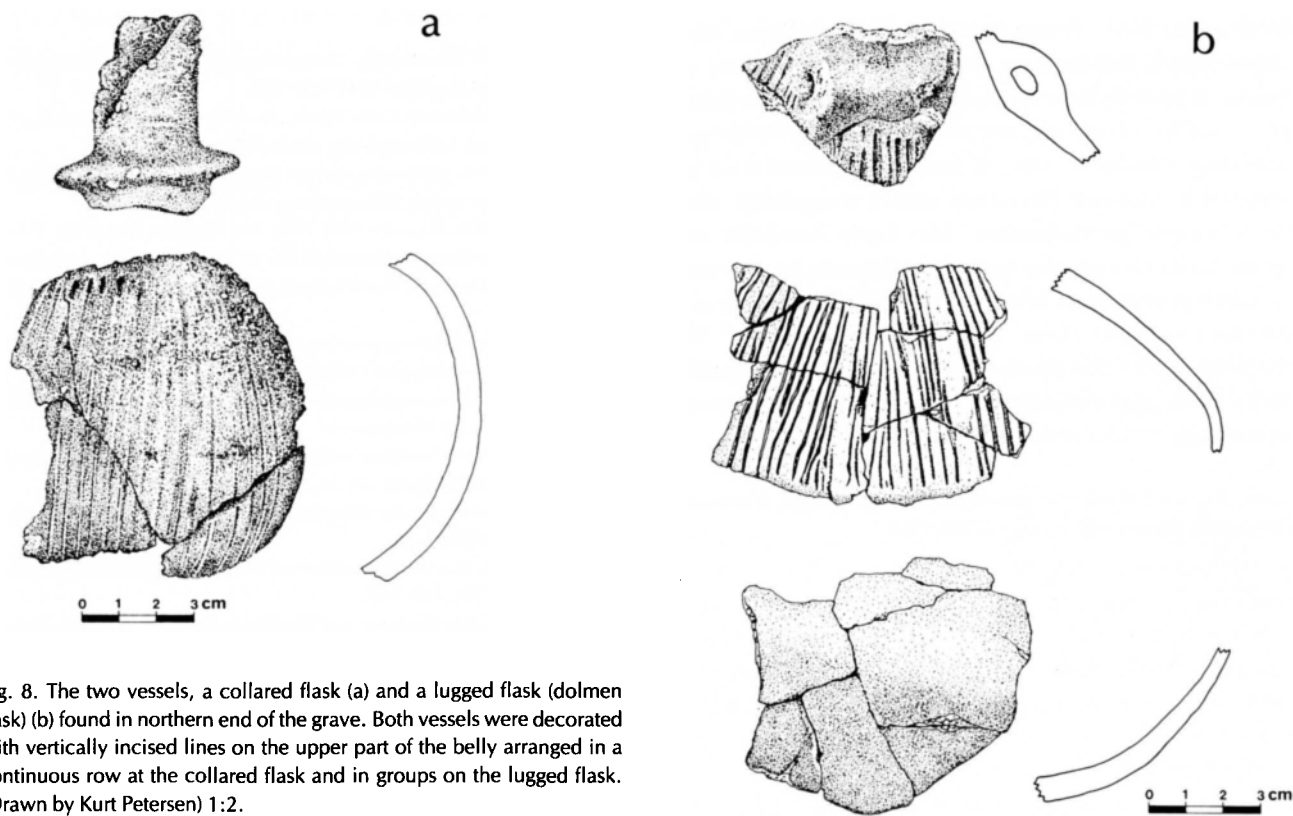 a
b
0 1 2 3 cm
g. 8. The two vessels, a collared flask (a) and a lugged flask (dolmen
ask) (b) found in northern end of the grave. Both vessels were decorated
ith vertically incised lines on the upper part of the belly arranged in a
ontinuous row at the collared flask and in groups on the lugged flask.
Drawn by Kurt Petersen) 1:2.
0 1 2 3 cm